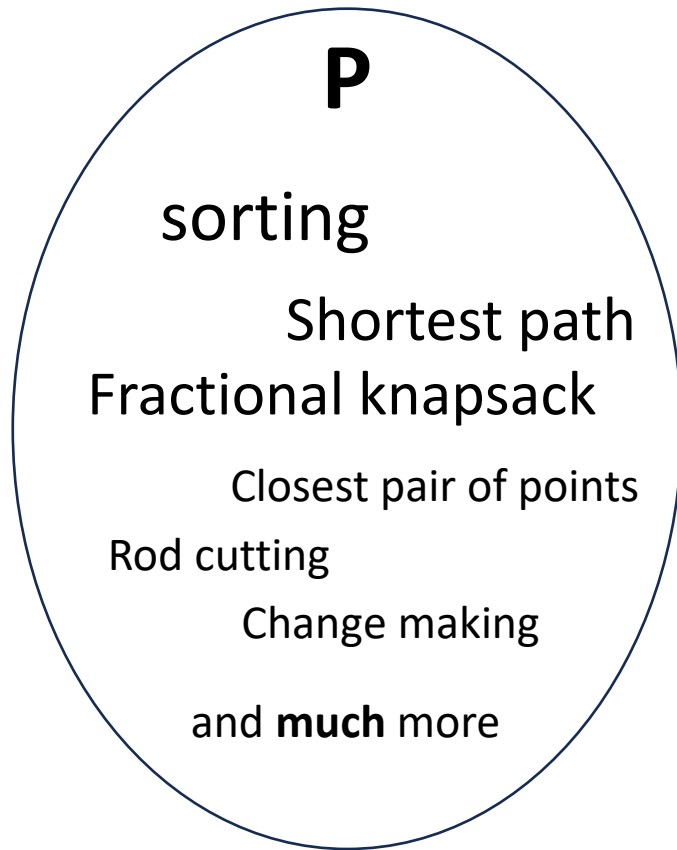 P
sorting
Shortest path
Fractional knapsack
Closest pair of points
Rod cutting
Change making
and much more